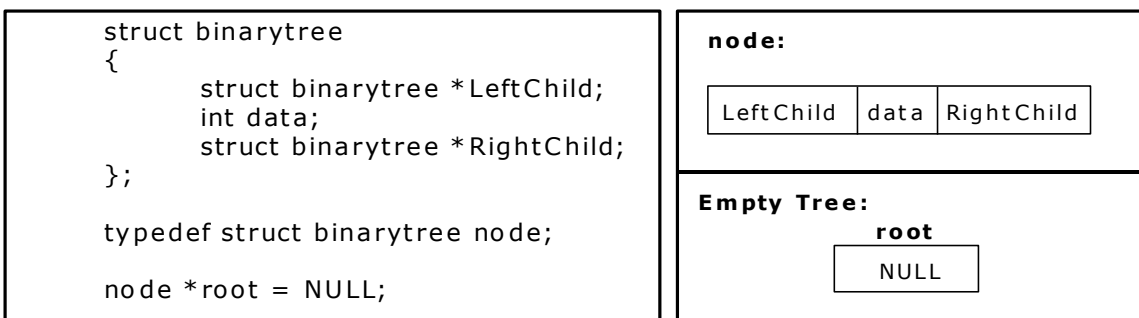 struct binarytree
{
struct binarytree *LeftChild;
int data;
struct binarytree *RightChild;
};
typedef struct binarytree node;
node *root = NULL;
node:
LeftChild data RightChild
Empty Tree:
root
NULL